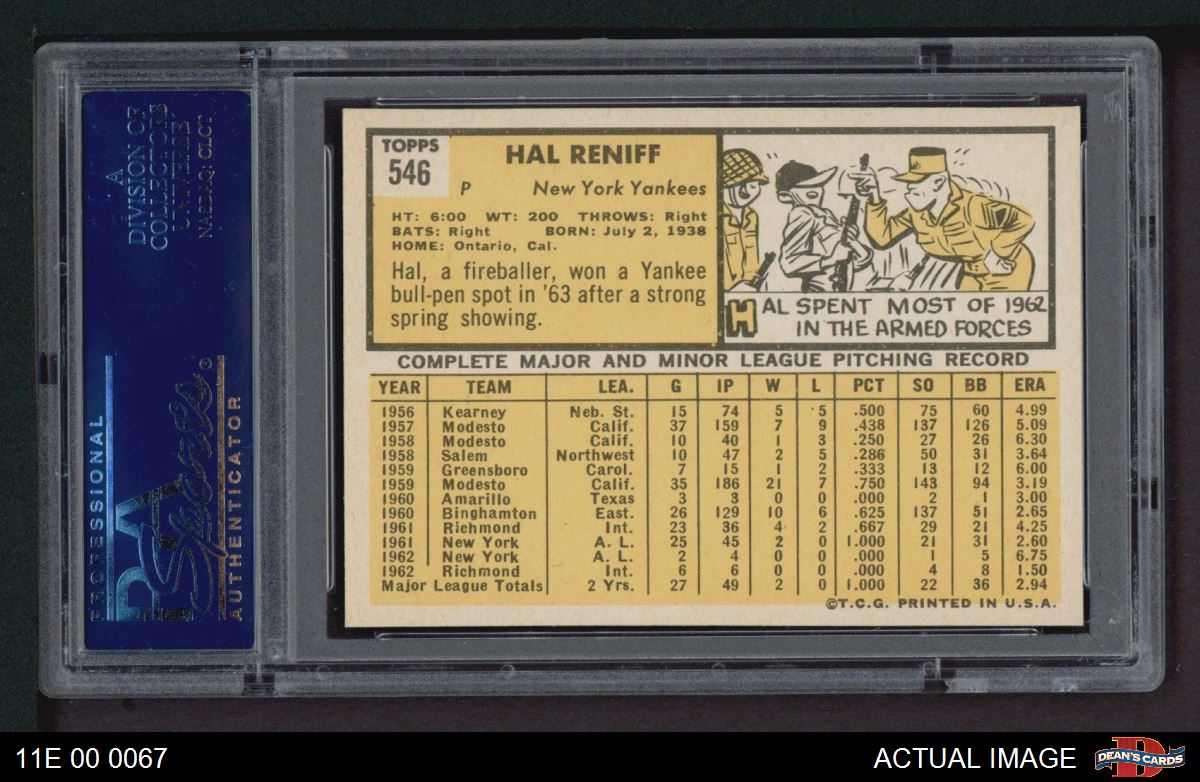 A
DIVISION OF
COLLECTORS
UNIVERSE
NASDAQ: CLCT
PROFESSIONAL
PSA
Sports®
AUTHENTICATOR
TOPPS
546
HAL RENIFF
P New York Yankees
HT: 6:00 WT: 200 THROWS: Right
BATS: Right BORN: July 2, 1938
HOME: Ontario, Cal.
Hal, a fireballer, won a Yankee
bull-pen spot in '63 after a strong
spring showing.
HAL SPENT MOST OF 1962
IN THE ARMED FORCES
COMPLETE MAJOR AND MINOR LEAGUE PITCHING RECORD
YEAR TEAM LEA. G IP W L PCT SO BB ERA
1956 Kearney Neb. St. 15 74 5 5 .500 75 60 4.99
1957 Modesto Calif. 37 159 7 9 .438 137 126 5.09
1958 Modesto Calif. 10 40 1 3 .250 27 26 6.30
1958 Salem Northwest 10 47 2 5 .286 50 31 3.64
1959 Greensboro Carol. 7 15 1 2 .333 13 12 6.00
1959 Modesto Calif. 35 186 21 7 .750 143 94 3.19
1960 Amarillo Texas 3 3 0 0 .000 2 1 3.00
1960 Binghamton East. 26 129 10 6 .625 137 51 2.65
1961 Richmond Int. 23 36 4 2 .667 29 21 4.25
1961 New York A. L. 25 45 2 0 1.000 21 31 2.60
1962 New York A. L. 2 4 0 0 .000 1 5 6.75
1962 Richmond Int. 6 6 0 0 .000 4 8 1.50
Major League Totals 2 Yrs. 27 49 2 0 1.000 22 36 2.94
©T.C.G. PRINTED IN U.S.A.
11E 00 0067
ACTUAL IMAGE
D
DEAN'S CARDS